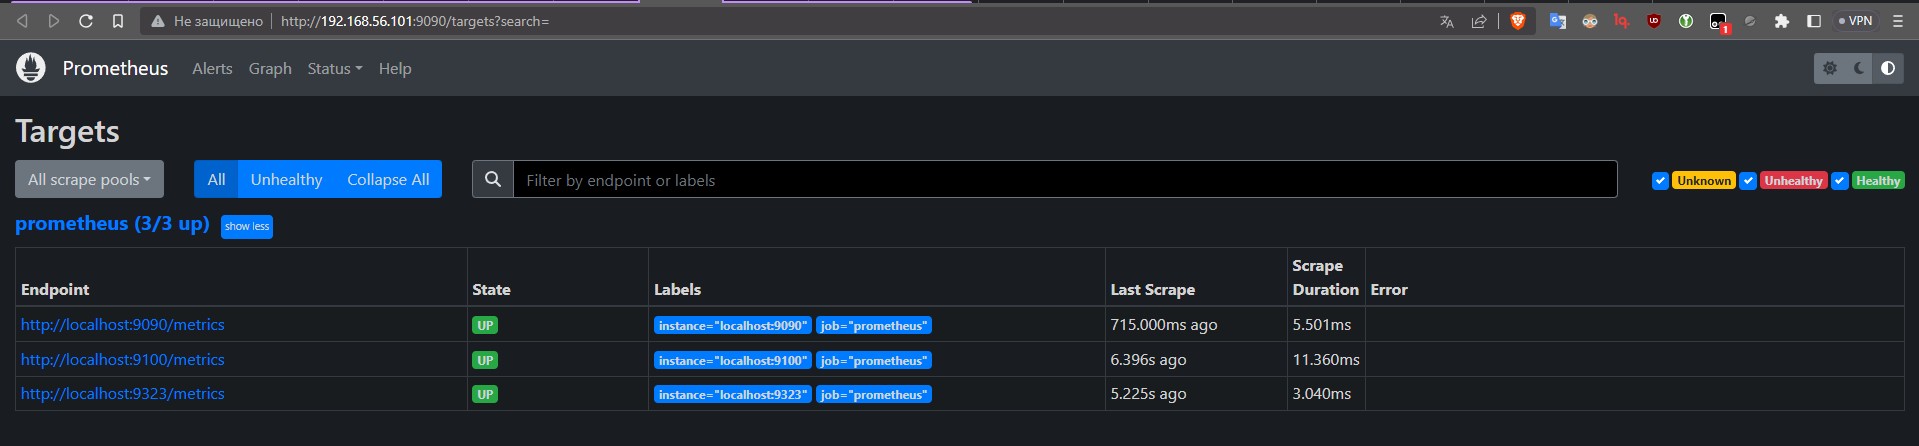 Не защищено http://192.168.56.101:9090/targets?search=
1 VPN
Prometheus Alerts Graph Status Help
Targets
All scrape pools All Unhealthy Collapse All Filter by endpoint or labels Unknown Unhealthy Healthy
prometheus (3/3 up) show less
Endpoint State Labels Last Scrape Scrape Duration Error
http://localhost:9090/metrics UP instance="localhost:9090" job="prometheus" 715.000ms ago 5.501ms
http://localhost:9100/metrics UP instance="localhost:9100" job="prometheus" 6.396s ago 11.360ms
http://localhost:9323/metrics UP instance="localhost:9323" job="prometheus" 5.225s ago 3.040ms